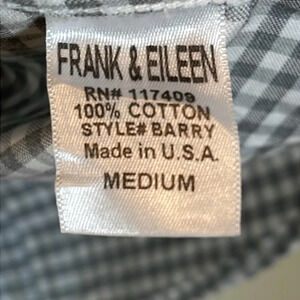 FRANK & EILEEN
RN# 117409
100% COTTON
STYLE# BARRY
Made in U.S.A.
MEDIUM